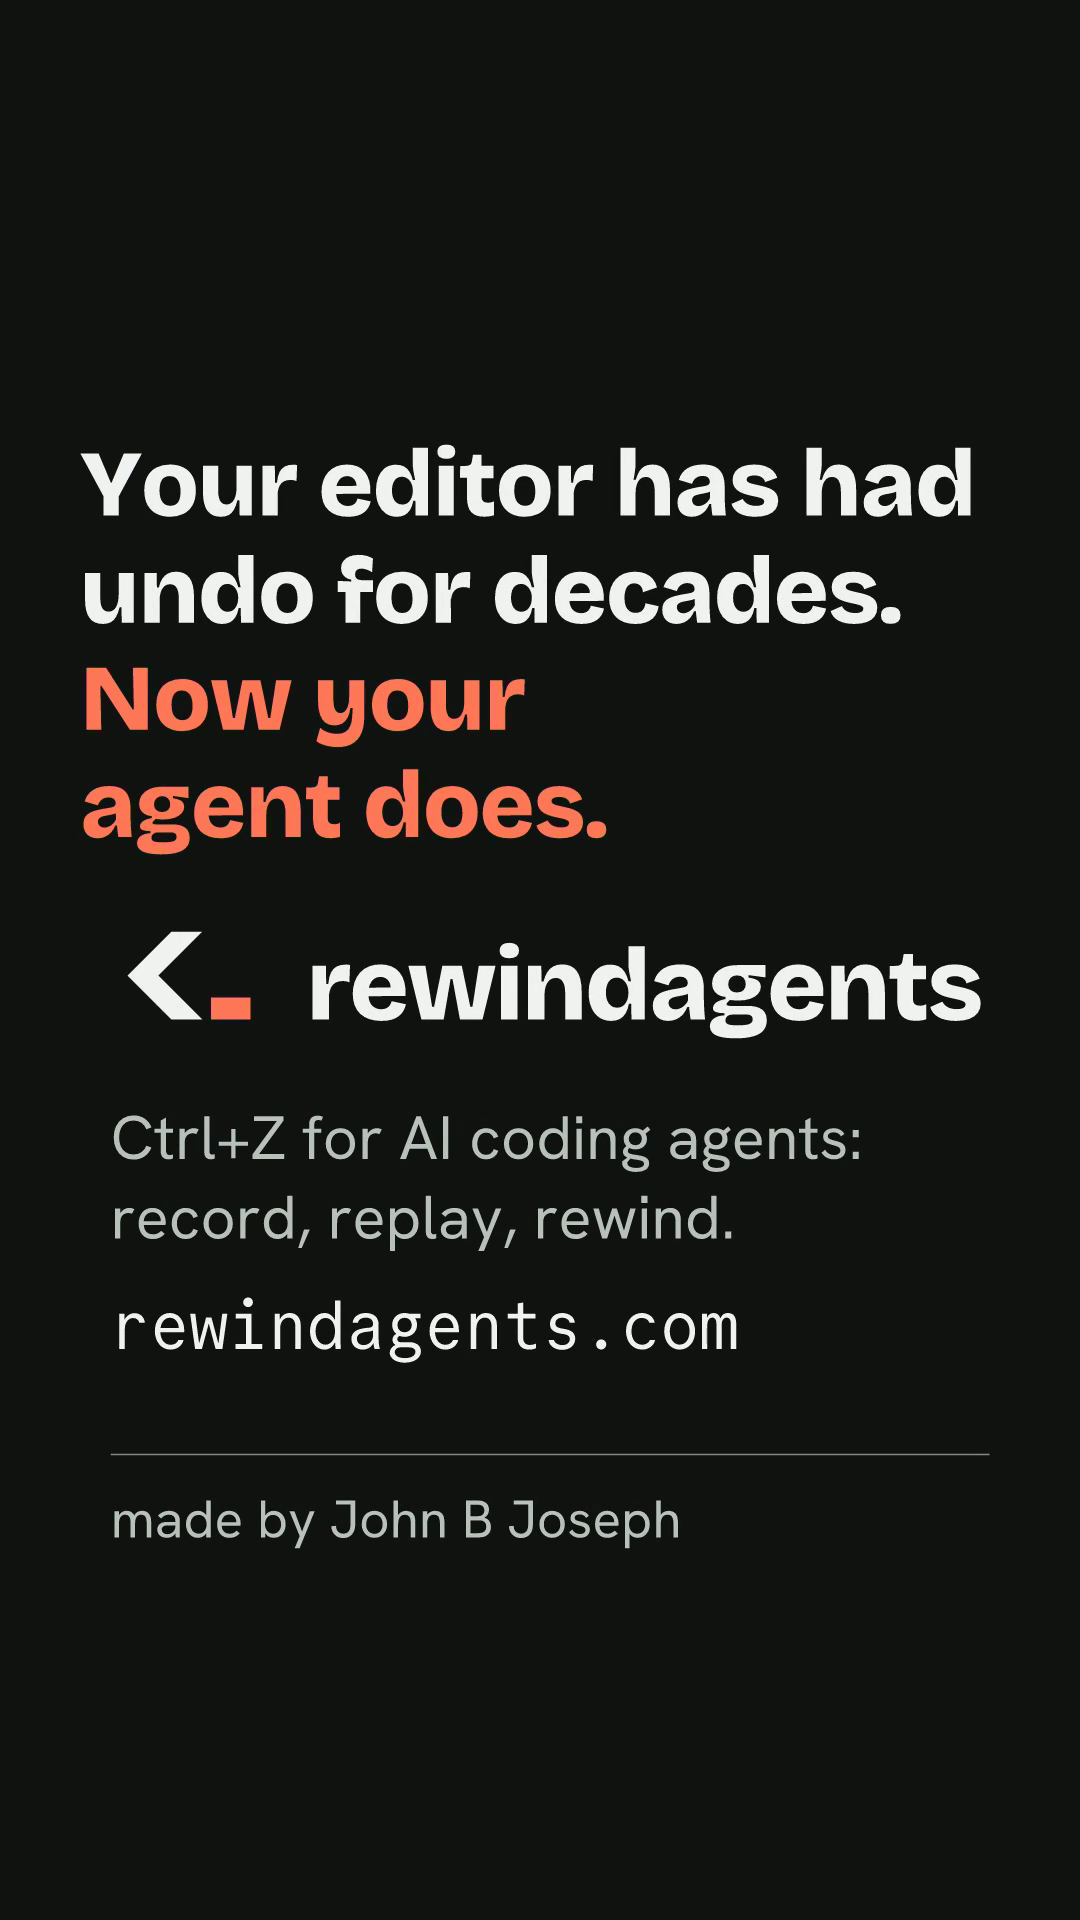 Your editor has had
undo for decades.
Now your
agent does.
rewindagents
Ctrl+Z for AI coding agents:
record, replay, rewind.
rewindagents.com
made by John B Joseph